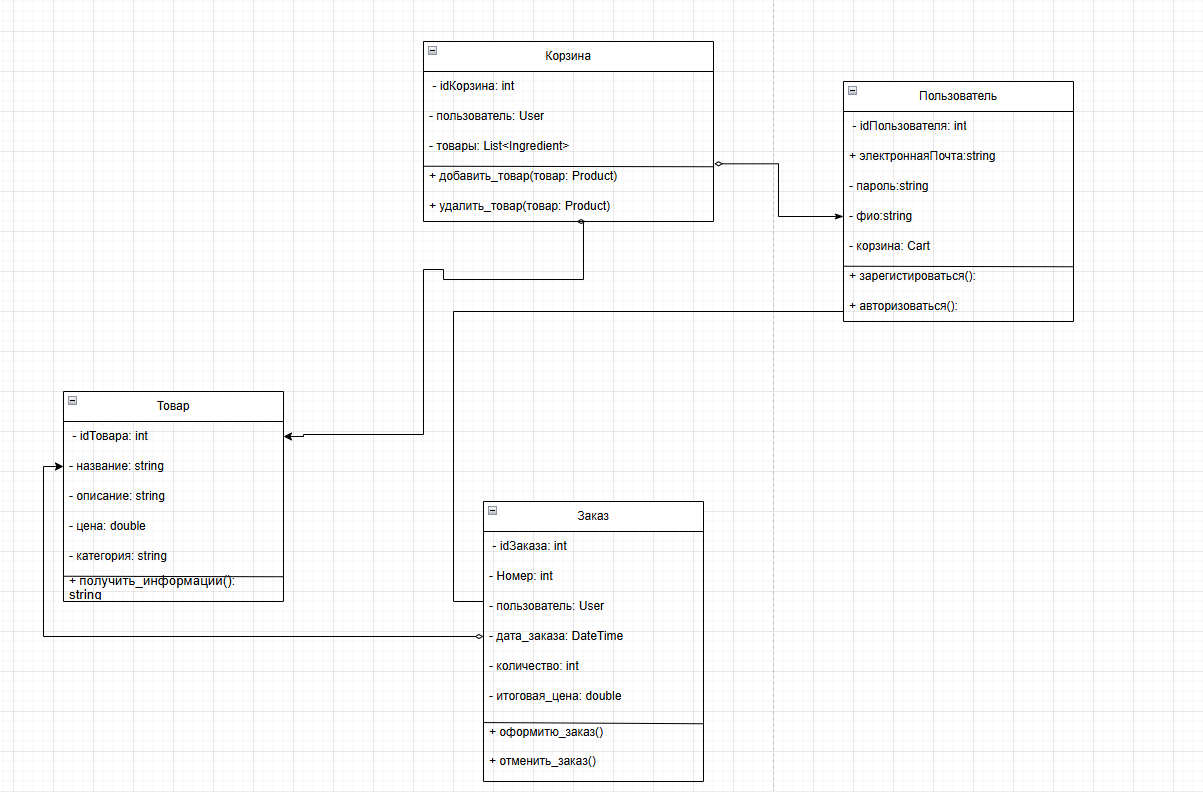 Корзина
- idКорзина: int
- пользователь: User
- товары: List<Ingredient>
+ добавить_товар(товар: Product)
+ удалить_товар(товар: Product)
Пользователь
- idПользователя: int
+ электроннаяПочта:string
- пароль:string
- фио:string
- корзина: Cart
+ зарегистироваться():
+ авторизоваться():
Товар
- idТовара: int
- название: string
- описание: string
- цена: double
- категория: string
+ получить_информации():
string
Заказ
- idЗаказа: int
- Номер: int
- пользователь: User
- дата_заказа: DateTime
- количество: int
- итоговая_цена: double
+ оформитю_заказ()
+ отменить_заказ()